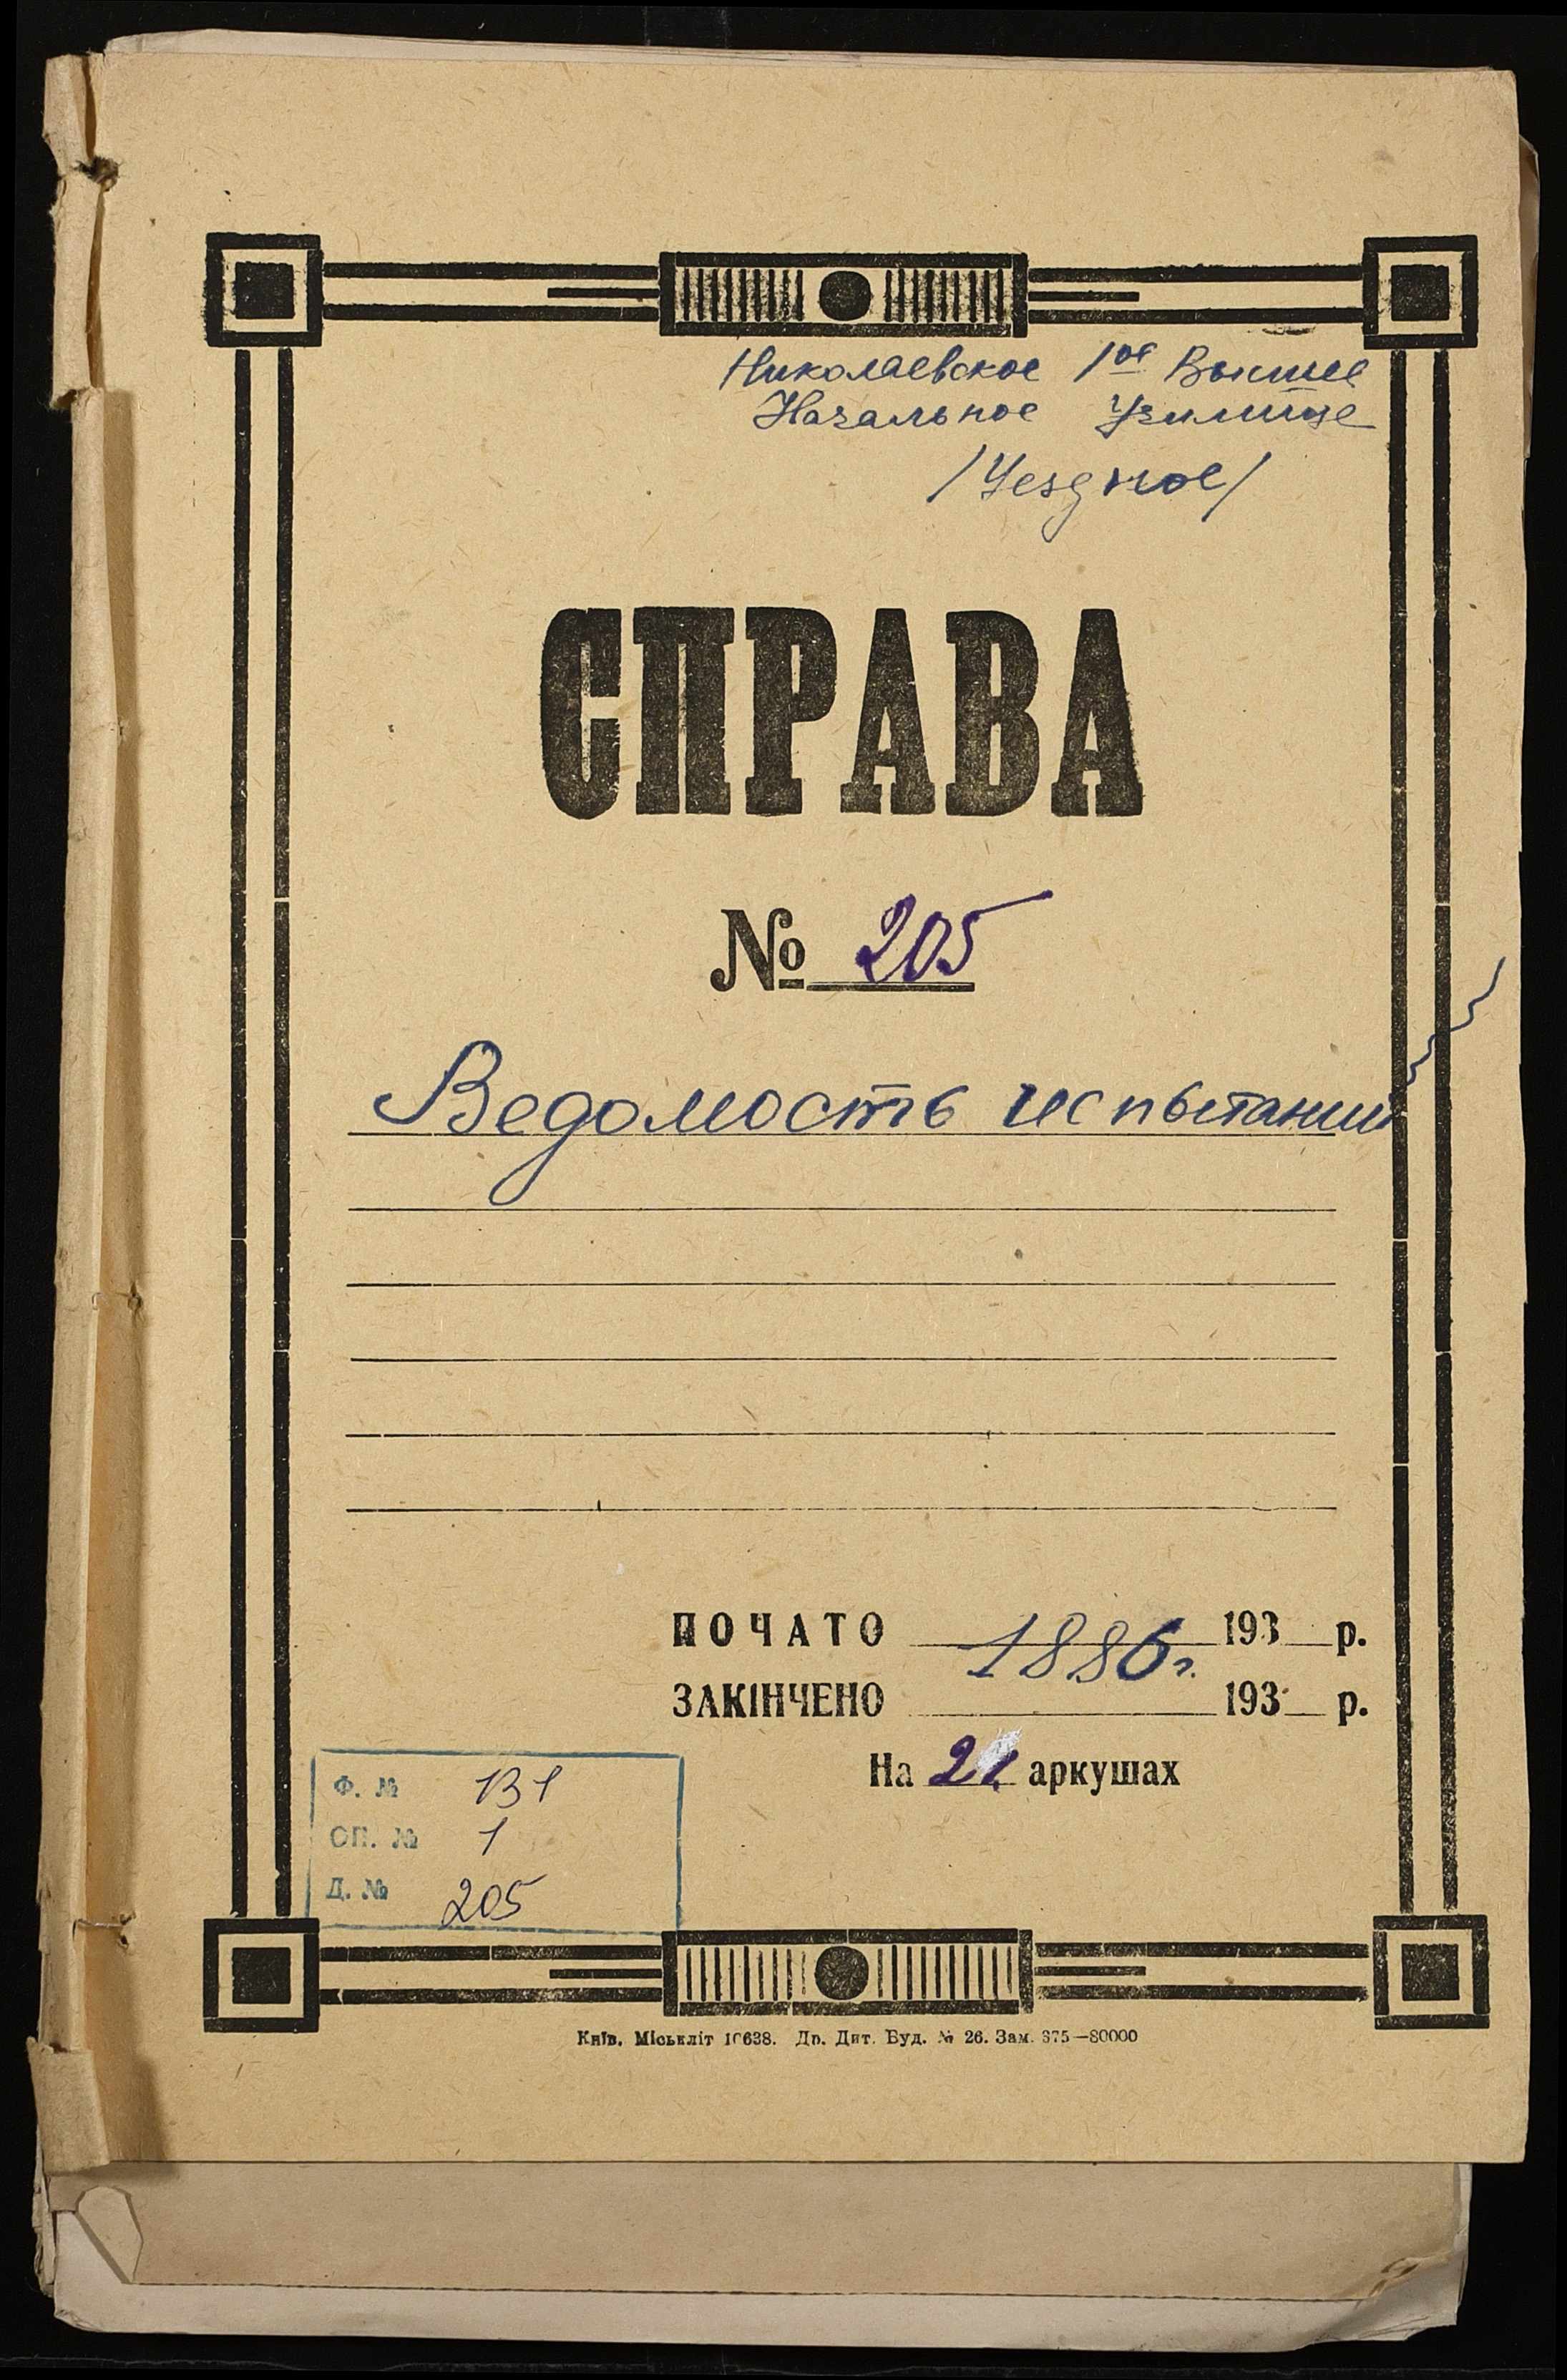 Николаевское 1ое Высшее
Начальное Училище
/Уездное/
СПРАВА
№ 205
Ведомость испытаний
ПОЧАТО 1886 г. 193 р.
ЗАКІНЧЕНО 193 р.
На 21 аркушах
Ф. № 131
ОП. № 1
Д. № 205
Київ. Міськліт 10638. Др. Дит. Буд. № 26. Зам. 375—80000